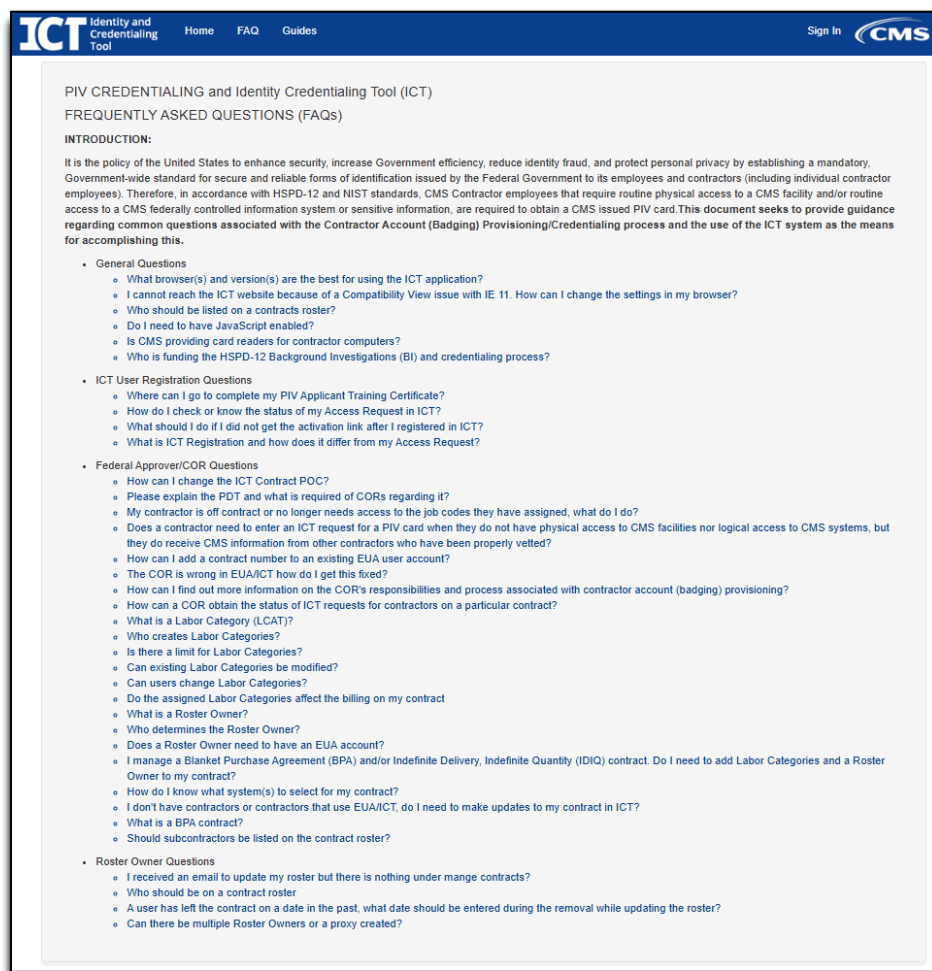 ICT Identity and
Credentialing
Tool
Home FAQ Guides Sign In CMS
PIV CREDENTIALING and Identity Credentialing Tool (ICT)
FREQUENTLY ASKED QUESTIONS (FAQs)
INTRODUCTION:
It is the policy of the United States to enhance security, increase Government efficiency, reduce identity fraud, and protect personal privacy by establishing a mandatory,
Government-wide standard for secure and reliable forms of identification issued by the Federal Government to its employees and contractors (including individual contractor
employees). Therefore, in accordance with HSPD-12 and NIST standards, CMS Contractor employees that require routine physical access to a CMS facility and/or routine
access to a CMS federally controlled information system or sensitive information, are required to obtain a CMS issued PIV card.This document seeks to provide guidance
regarding common questions associated with the Contractor Account (Badging) Provisioning/Credentialing process and the use of the ICT system as the means
for accomplishing this.
• General Questions
∘ What browser(s) and version(s) are the best for using the ICT application?
∘ I cannot reach the ICT website because of a Compatibility View issue with IE 11. How can I change the settings in my browser?
∘ Who should be listed on a contracts roster?
∘ Do I need to have JavaScript enabled?
∘ Is CMS providing card readers for contractor computers?
∘ Who is funding the HSPD-12 Background Investigations (BI) and credentialing process?
• ICT User Registration Questions
∘ Where can I go to complete my PIV Applicant Training Certificate?
∘ How do I check or know the status of my Access Request in ICT?
∘ What should I do if I did not get the activation link after I registered in ICT?
∘ What is ICT Registration and how does it differ from my Access Request?
• Federal Approver/COR Questions
∘ How can I change the ICT Contract POC?
∘ Please explain the PDT and what is required of CORs regarding it?
∘ My contractor is off contract or no longer needs access to the job codes they have assigned, what do I do?
∘ Does a contractor need to enter an ICT request for a PIV card when they do not have physical access to CMS facilities nor logical access to CMS systems, but
they do receive CMS information from other contractors who have been properly vetted?
∘ How can I add a contract number to an existing EUA user account?
∘ The COR is wrong in EUA/ICT how do I get this fixed?
∘ How can I find out more information on the COR's responsibilities and process associated with contractor account (badging) provisioning?
∘ How can a COR obtain the status of ICT requests for contractors on a particular contract?
∘ What is a Labor Category (LCAT)?
∘ Who creates Labor Categories?
∘ Is there a limit for Labor Categories?
∘ Can existing Labor Categories be modified?
∘ Can users change Labor Categories?
∘ Do the assigned Labor Categories affect the billing on my contract
∘ What is a Roster Owner?
∘ Who determines the Roster Owner?
∘ Does a Roster Owner need to have an EUA account?
∘ I manage a Blanket Purchase Agreement (BPA) and/or Indefinite Delivery, Indefinite Quantity (IDIQ) contract. Do I need to add Labor Categories and a Roster
Owner to my contract?
∘ How do I know what system(s) to select for my contract?
∘ I don't have contractors or contractors that use EUA/ICT, do I need to make updates to my contract in ICT?
∘ What is a BPA contract?
∘ Should subcontractors be listed on the contract roster?
• Roster Owner Questions
∘ I received an email to update my roster but there is nothing under mange contracts?
∘ Who should be on a contract roster
∘ A user has left the contract on a date in the past, what date should be entered during the removal while updating the roster?
∘ Can there be multiple Roster Owners or a proxy created?